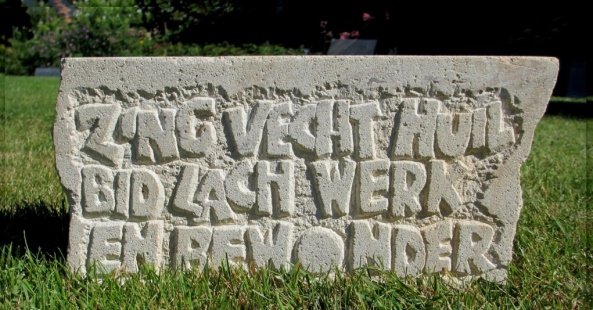 ZING VECHT HUIL
BID LACH WERK
EN BEWONDER